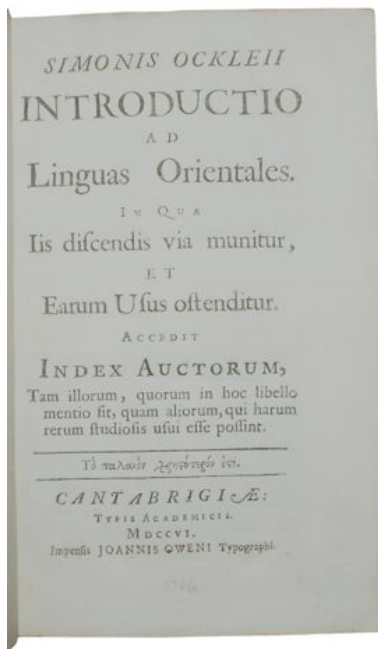 SIMONIS OCKLEII
INTRODUCTIO
AD
Linguas Orientales.
IN QUA
Iis diſcendis via munitur,
ET
Earum Uſus oſtenditur.
ACCEDIT
INDEX AUCTORUM,
Tam illorum, quorum in hoc libello
mentio fit, quam aliorum, qui harum
rerum ſtudioſis uſui eſſe poſſint.
Τὸ παλαιὸν
CANTABRIGIÆ:
TYPIS ACADEMICIS.
MDCCVI.
Impenſis JOANNIS OWENI Typographi.
1706